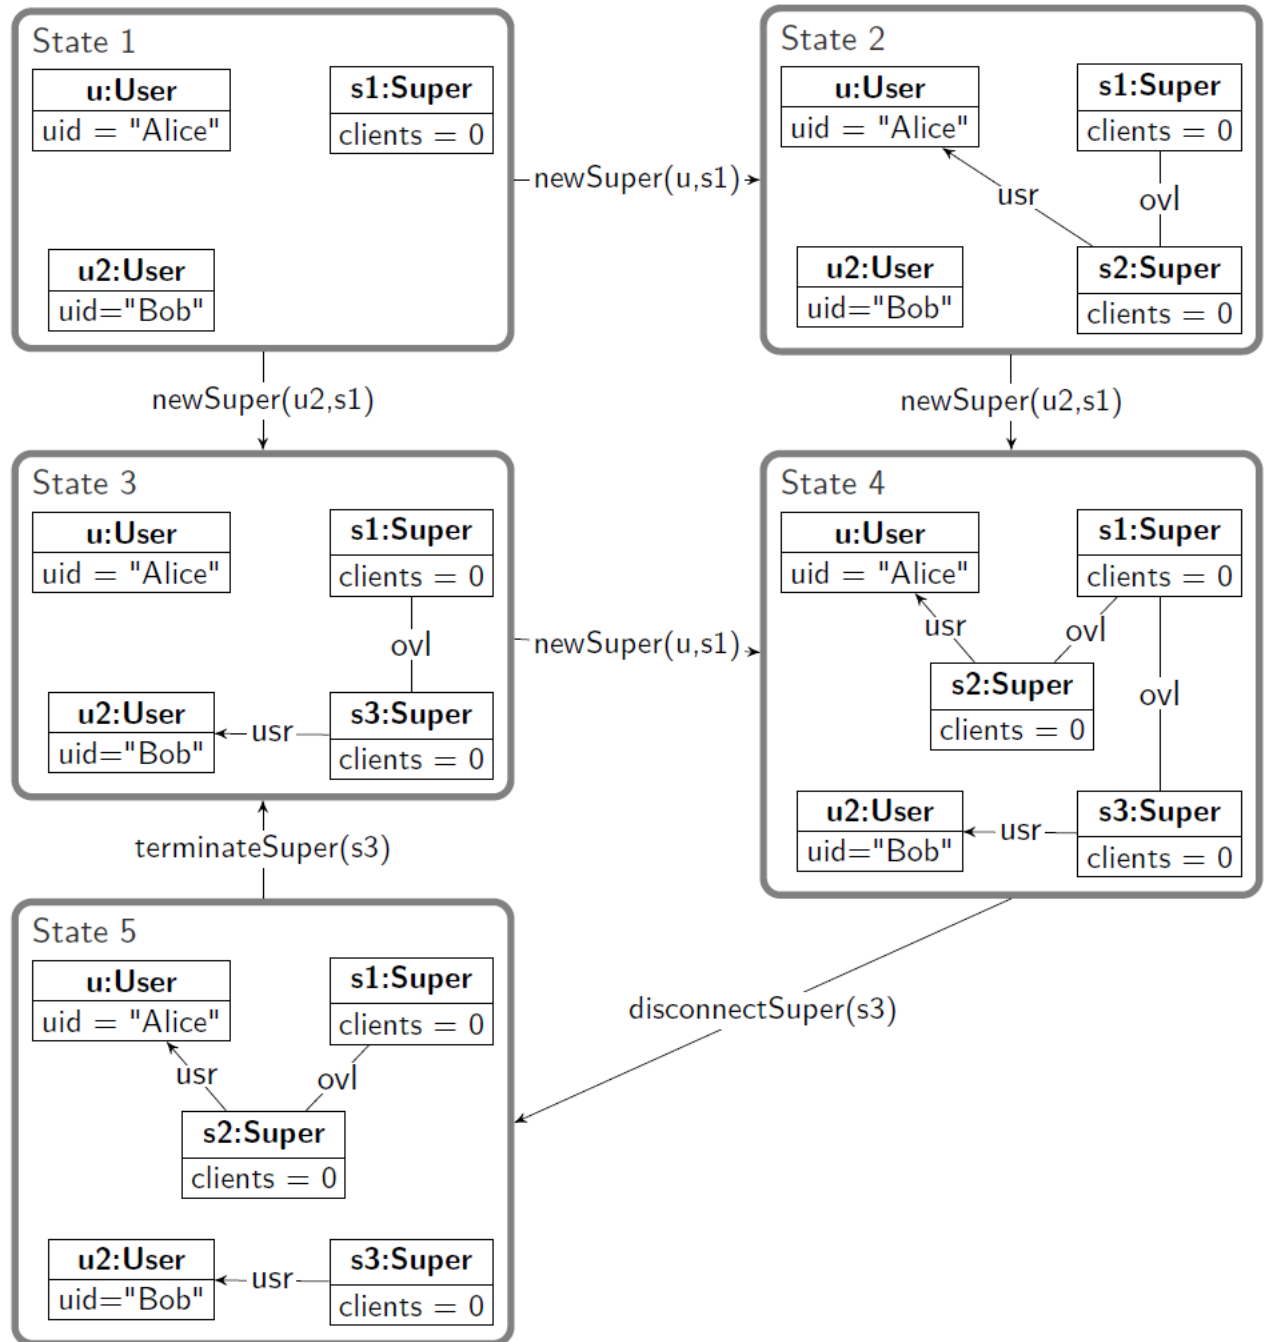 State 1
u:User
uid = "Alice"
s1:Super
clients = 0
u2:User
uid="Bob"
newSuper(u,s1)
State 2
u:User
uid = "Alice"
s1:Super
clients = 0
usr
ovl
u2:User
uid="Bob"
s2:Super
clients = 0
newSuper(u2,s1)
newSuper(u2,s1)
State 3
u:User
uid = "Alice"
s1:Super
clients = 0
ovl
u2:User
uid="Bob"
usr
s3:Super
clients = 0
newSuper(u,s1)
State 4
u:User
uid = "Alice"
s1:Super
clients = 0
usr
ovl
s2:Super
clients = 0
ovl
u2:User
uid="Bob"
usr
s3:Super
clients = 0
terminateSuper(s3)
State 5
u:User
uid = "Alice"
s1:Super
clients = 0
usr
ovl
s2:Super
clients = 0
u2:User
uid="Bob"
usr
s3:Super
clients = 0
disconnectSuper(s3)